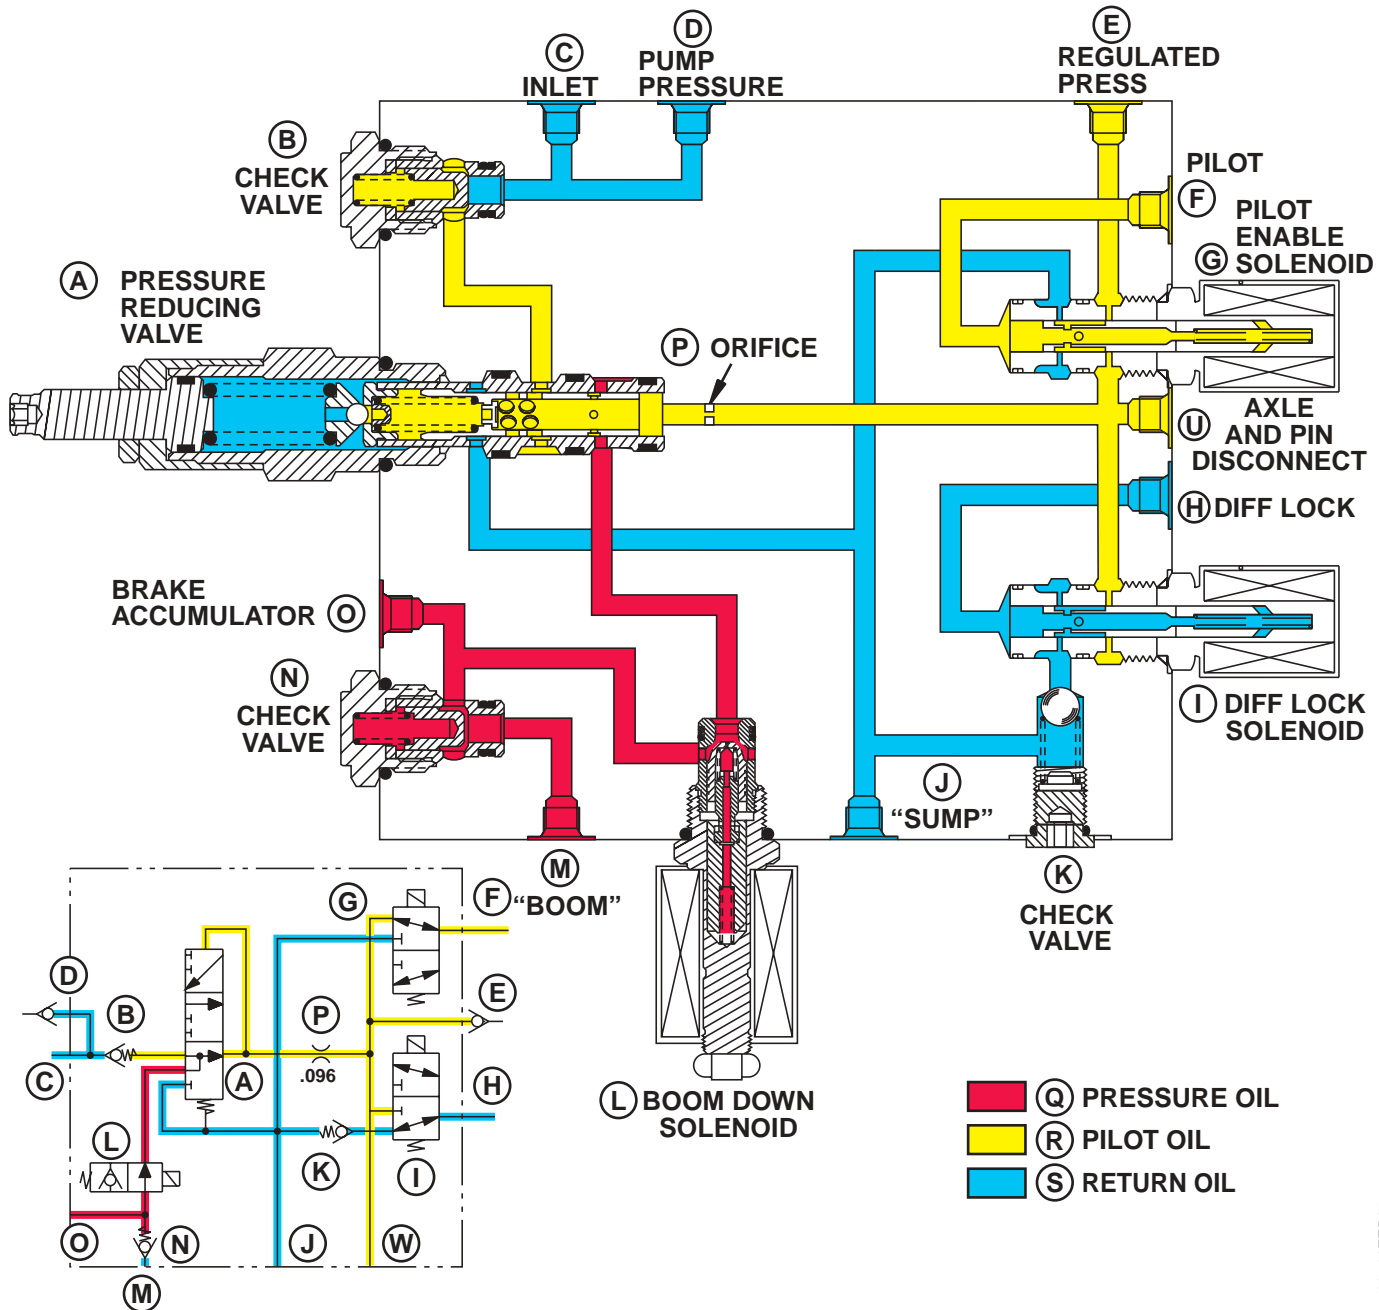 D
PUMP
PRESSURE
C
INLET
E
REGULATED
PRESS
B
CHECK
VALVE
PILOT
F
PILOT
ENABLE
G SOLENOID
A PRESSURE
REDUCING
VALVE
P ORIFICE
U AXLE
AND PIN
DISCONNECT
H DIFF LOCK
BRAKE
ACCUMULATOR O
N
CHECK
VALVE
I DIFF LOCK
SOLENOID
J
"SUMP"
M
"BOOM"
K
CHECK
VALVE
L BOOM DOWN
SOLENOID
Q PRESSURE OIL
R PILOT OIL
S RETURN OIL
G
F
D
B
P
E
C
A
.096
H
L
K
I
O
N
J
W
M